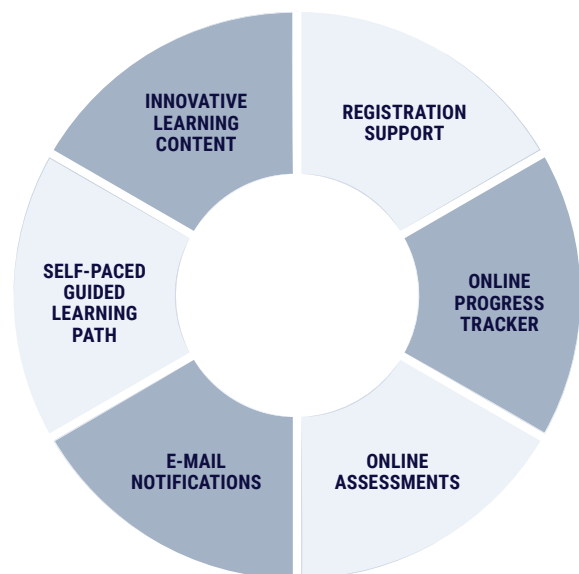 INNOVATIVE
LEARNING
CONTENT
REGISTRATION
SUPPORT
SELF-PACED
GUIDED
LEARNING
PATH
ONLINE
PROGRESS
TRACKER
E-MAIL
NOTIFICATIONS
ONLINE
ASSESSMENTS